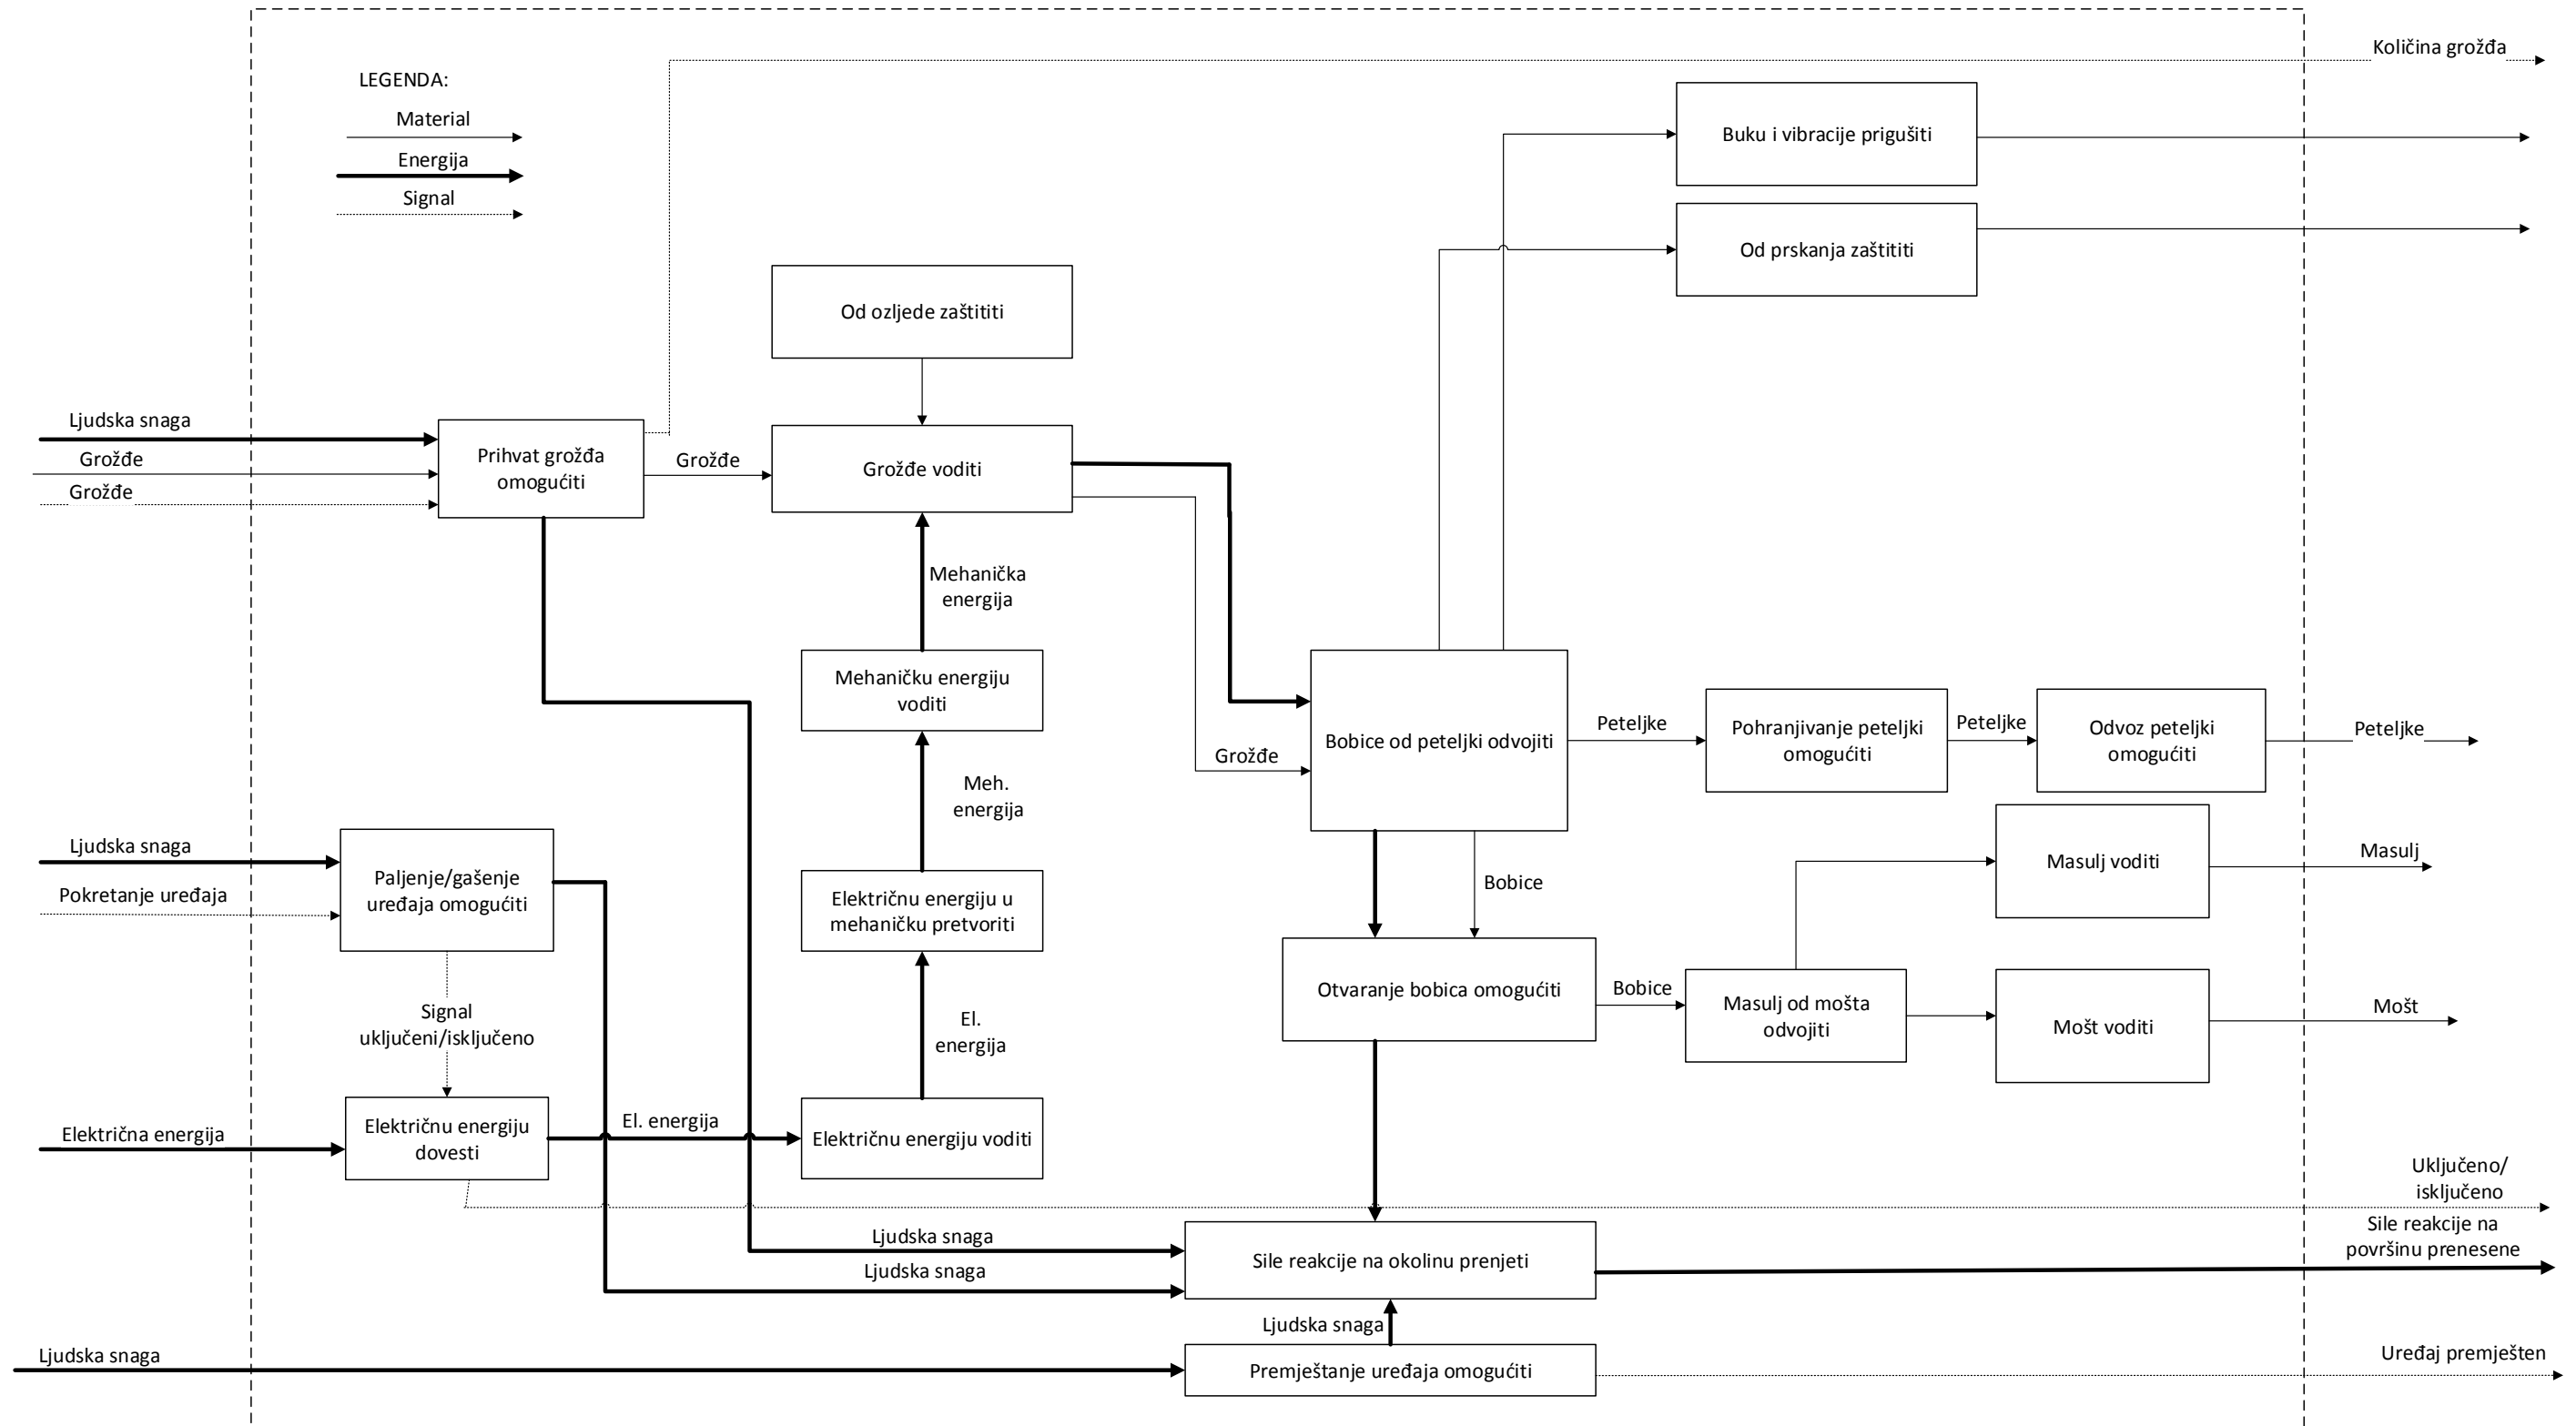 Količina grožđa
LEGENDA:
Material
Energija
Signal
Buku i vibracije prigušiti
Od prskanja zaštititi
Od ozljede zaštititi
Ljudska snaga
Grožđe
Grožđe
Prihvat grožđa
omogućiti
Grožđe
Grožđe voditi
Mehanička
energija
Mehaničku energiju
voditi
Meh.
energija
Grožđe
Bobice od peteljki odvojiti
Peteljke
Pohranjivanje peteljki
omogućiti
Peteljke
Odvoz peteljki
omogućiti
Peteljke
Ljudska snaga
Pokretanje uređaja
Paljenje/gašenje
uređaja omogućiti
Električnu energiju u
mehaničku pretvoriti
Bobice
Masulj voditi
Masulj
Signal
uključeni/isključeno
El.
energija
Otvaranje bobica omogućiti
Bobice
Masulj od mošta
odvojiti
Mošt voditi
Mošt
Električna energija
Električnu energiju
dovesti
El. energija
Električnu energiju voditi
Uključeno/
isključeno
Ljudska snaga
Ljudska snaga
Sile reakcije na okolinu prenjeti
Sile reakcije na
površinu prenesene
Ljudska snaga
Ljudska snaga
Premještanje uređaja omogućiti
Uređaj premješten